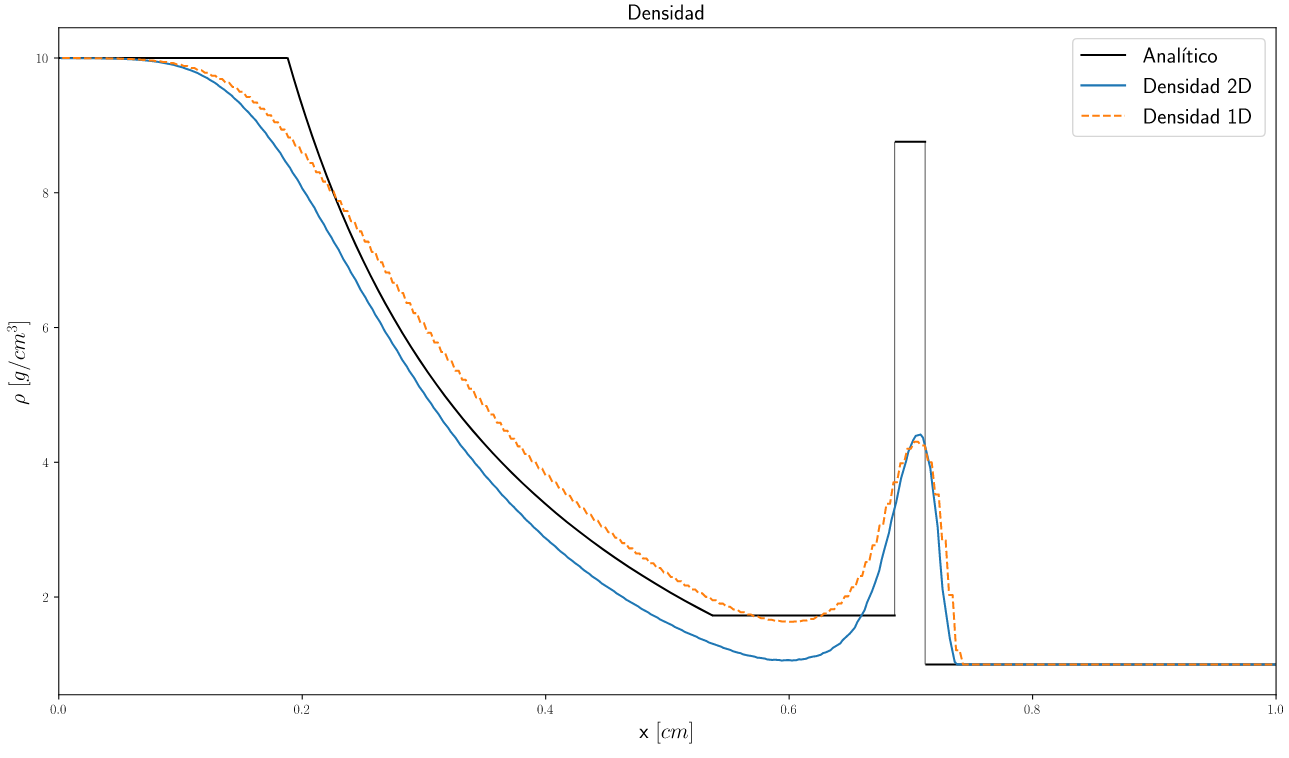 Densidad
Analítico
Densidad 2D
Densidad 1D
10
8
6
4
2
ρ [g/cm³]
0.0 0.2 0.4 0.6 0.8 1.0
x [cm]